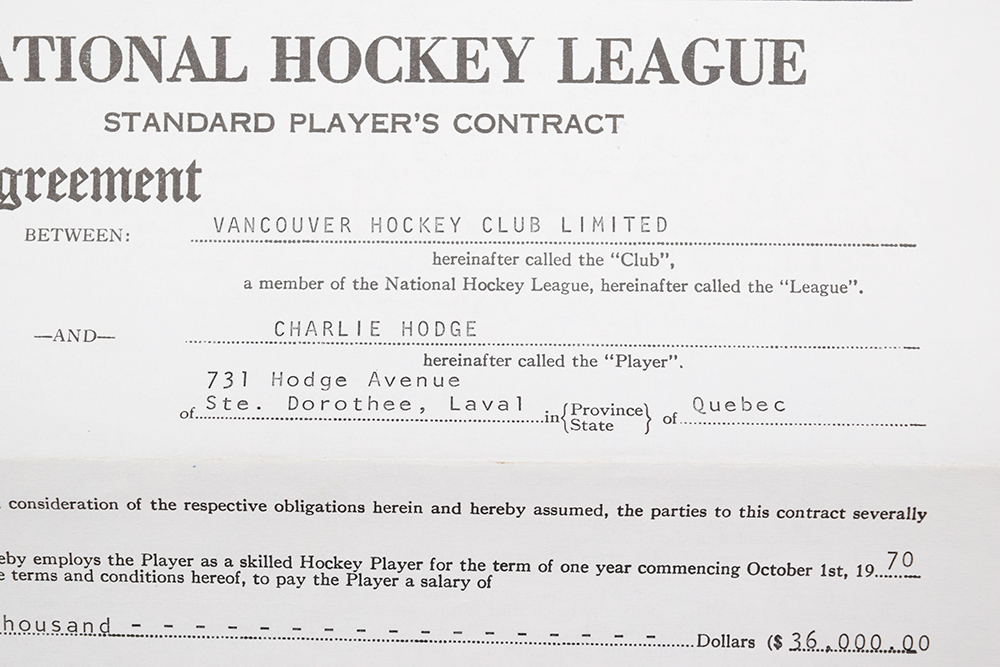 ATIONAL HOCKEY LEAGUE
STANDARD PLAYER'S CONTRACT
greement
BETWEEN: VANCOUVER HOCKEY CLUB LIMITED
hereinafter called the "Club",
a member of the National Hockey League, hereinafter called the "League".
—AND— CHARLIE HODGE
hereinafter called the "Player".
731 Hodge Avenue
of Ste. Dorothee, Laval in {Province State} of Quebec
consideration of the respective obligations herein and hereby assumed, the parties to this contract severally
eby employs the Player as a skilled Hockey Player for the term of one year commencing October 1st, 19 70
e terms and conditions hereof, to pay the Player a salary of
housand - - - - - - - - - - - - - - - - - Dollars ($ 36,000.00